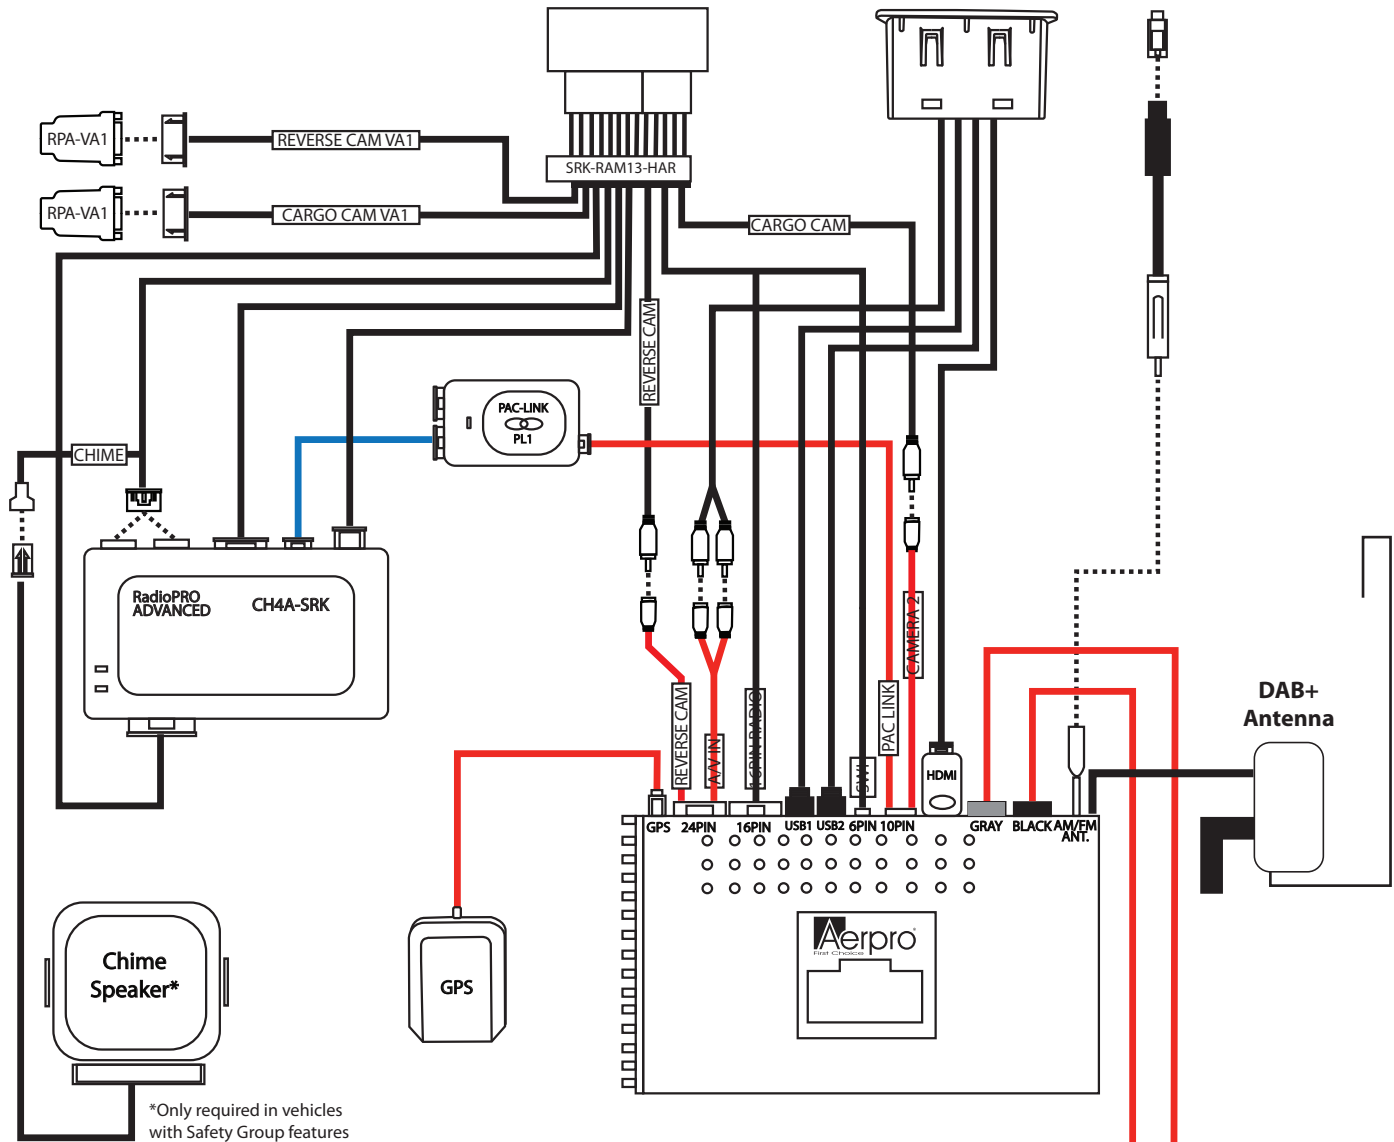 RPA-VA1
REVERSE CAM VA1
SRK-RAM13-HAR
RPA-VA1
CARGO CAM VA1
CARGO CAM
REVERSE CAM
PAC-LINK
PL1
CHIME
RadioPRO
ADVANCED
CH4A-SRK
REVERSE CAM
A/V IN
16PIN RADIO
SWI
PAC LINK
CAMERA 2
HDMI
DAB+
Antenna
GPS
24PIN
16PIN
USB1
USB2
6PIN
10PIN
GRAY
BLACK
AM/FM
ANT.
Aerpro®
First Choice
Chime
Speaker*
GPS
*Only required in vehicles
with Safety Group features